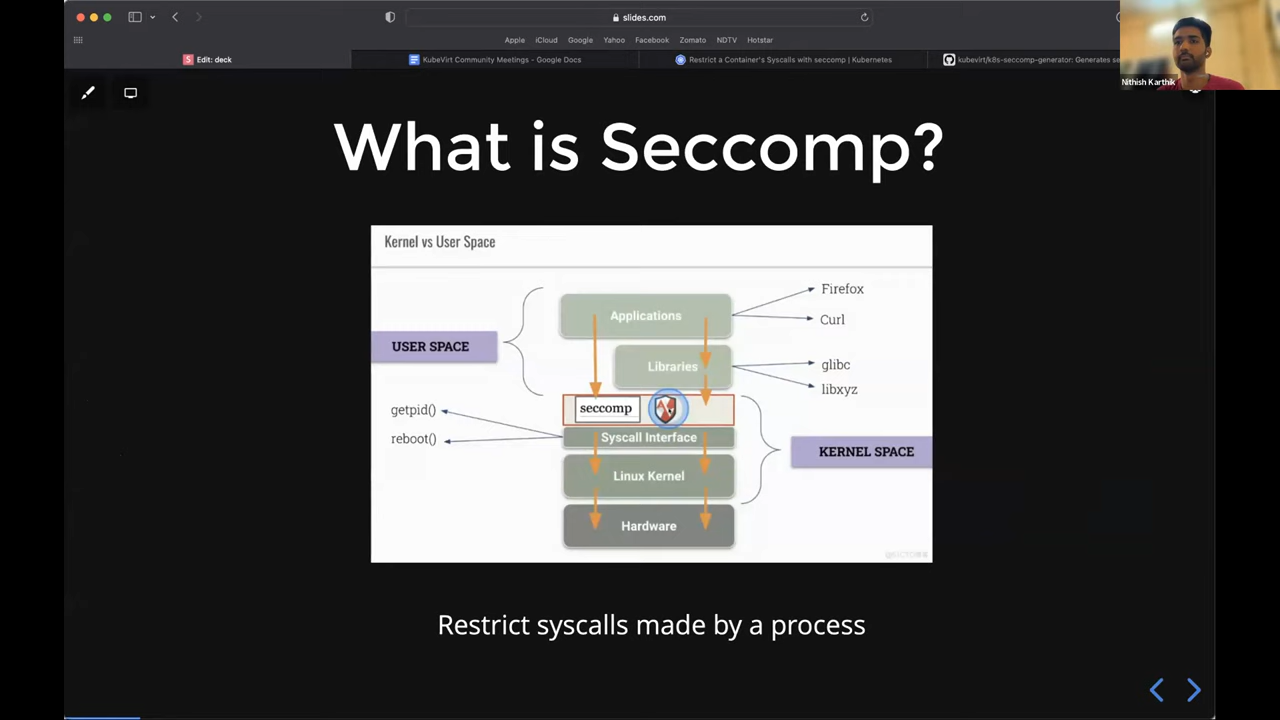 slides.com
Apple iCloud Google Yahoo Facebook Zomato NDTV Hotstar
S Edit: deck
KubeVirt Community Meetings - Google Docs
Restrict a Container's Syscalls with seccomp | Kubernetes
kubevirt/k8s-seccomp-generator: Generates se
Nithish Karthik
What is Seccomp?
Kernel vs User Space
Applications
Firefox
Curl
USER SPACE
Libraries
glibc
libxyz
getpid()
reboot()
seccomp
Syscall Interface
KERNEL SPACE
Linux Kernel
Hardware
Restrict syscalls made by a process